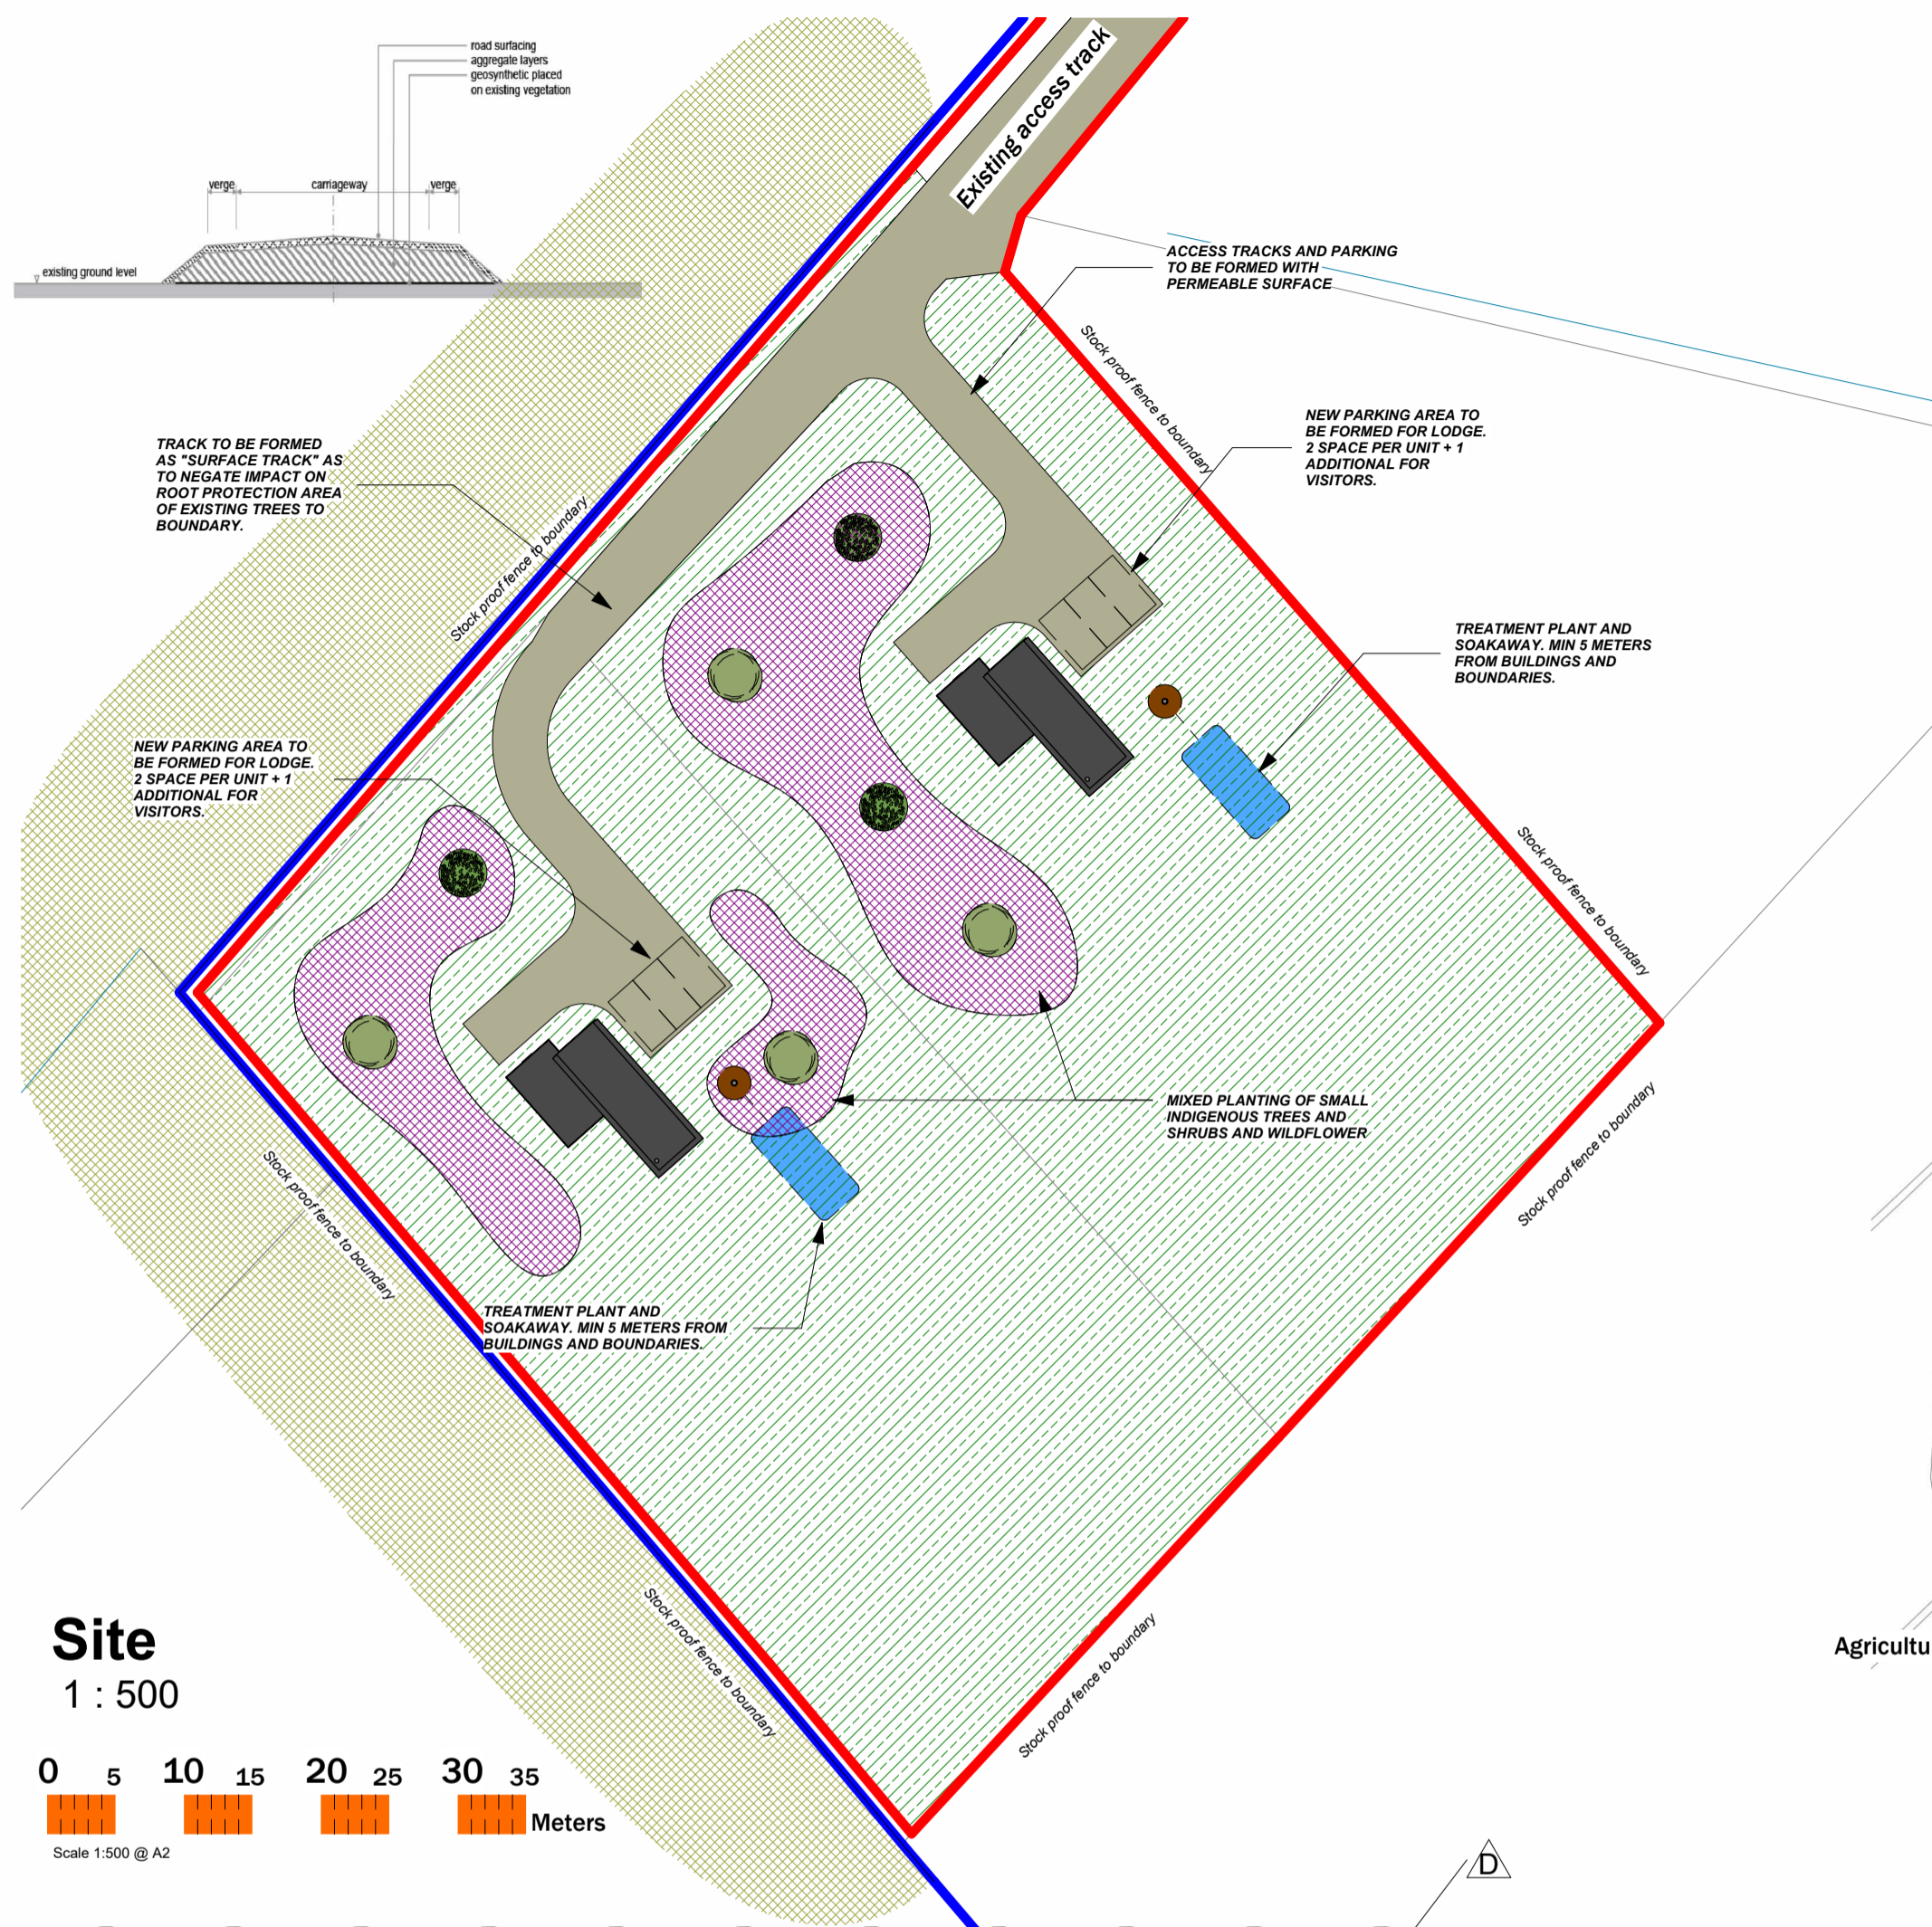 road surfacing
aggregate layers
geosynthetic placed
on existing vegetation
verge
carriageway
verge
existing ground level
Existing access track
ACCESS TRACKS AND PARKING
TO BE FORMED WITH
PERMEABLE SURFACE
Stock proof fence to boundary
NEW PARKING AREA TO
BE FORMED FOR LODGE.
2 SPACE PER UNIT + 1
ADDITIONAL FOR
VISITORS.
TRACK TO BE FORMED
AS "SURFACE TRACK" AS
TO NEGATE IMPACT ON
ROOT PROTECTION AREA
OF EXISTING TREES TO
BOUNDARY.
Stock proof fence to boundary
TREATMENT PLANT AND
SOAKAWAY. MIN 5 METERS
FROM BUILDINGS AND
BOUNDARIES.
NEW PARKING AREA TO
BE FORMED FOR LODGE.
2 SPACE PER UNIT + 1
ADDITIONAL FOR
VISITORS.
Stock proof fence to boundary
MIXED PLANTING OF SMALL
INDIGENOUS TREES AND
SHRUBS AND WILDFLOWER
Stock proof fence to boundary
Stock proof fence to boundary
TREATMENT PLANT AND
SOAKAWAY. MIN 5 METERS FROM
BUILDINGS AND BOUNDARIES.
Stock proof fence to boundary
Stock proof fence to boundary
Agricultu
Site
1 : 500
0 5 10 15 20 25 30 35
Meters
Scale 1:500 @ A2
D